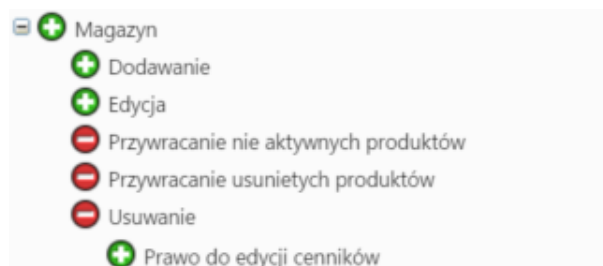 Magazyn
Dodawanie
Edycja
Przywracanie nie aktywnych produktów
Przywracanie usunietych produktów
Usuwanie
Prawo do edycji cenników